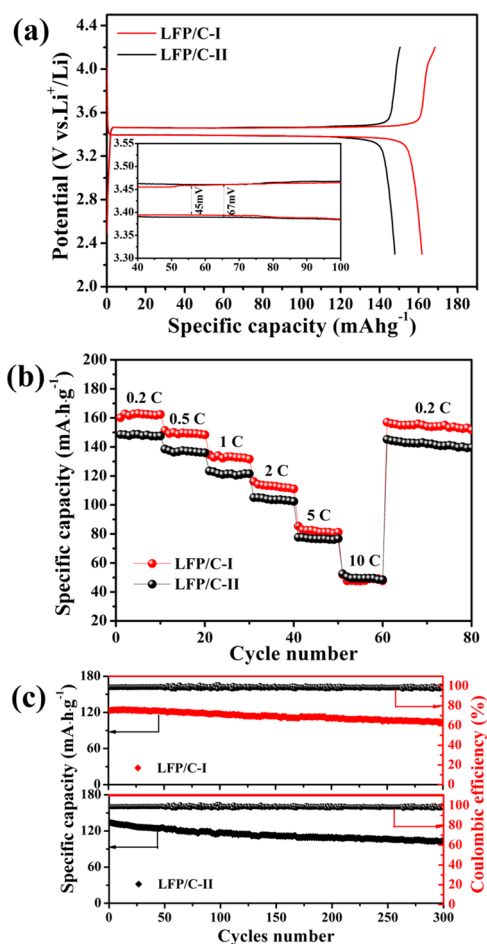 (a)
LFP/C-I
LFP/C-II
Potential (V vs.Li⁺/Li)
4.4
3.8
3.2
2.6
2.0
3.55
3.50
3.45
3.40
3.35
3.30
45mV
67mV
40 50 60 70 80 90 100
0 20 40 60 80 100 120 140 160 180
Specific capacity (mAhg⁻¹)
(b)
Specific capacity (mA·h·g⁻¹)
200
180
160
140
120
100
80
60
40
20
0.2 C
0.5 C
1 C
2 C
5 C
10 C
0.2 C
LFP/C-I
LFP/C-II
0 20 40 60 80
Cycle number
(c)
Specific capacity (mA·h·g⁻¹)
180
120
60
0
LFP/C-I
100
80
60
40
20
0
Coulombic efficiency (%)
180
120
60
0
LFP/C-II
100
80
60
40
20
0
0 50 100 150 200 250 300
Cycles number